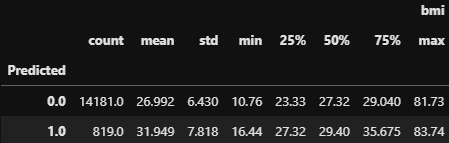 bmi
count mean std min 25% 50% 75% max
Predicted
0.0 14181.0 26.992 6.430 10.76 23.33 27.32 29.040 81.73
1.0 819.0 31.949 7.818 16.44 27.32 29.40 35.675 83.74